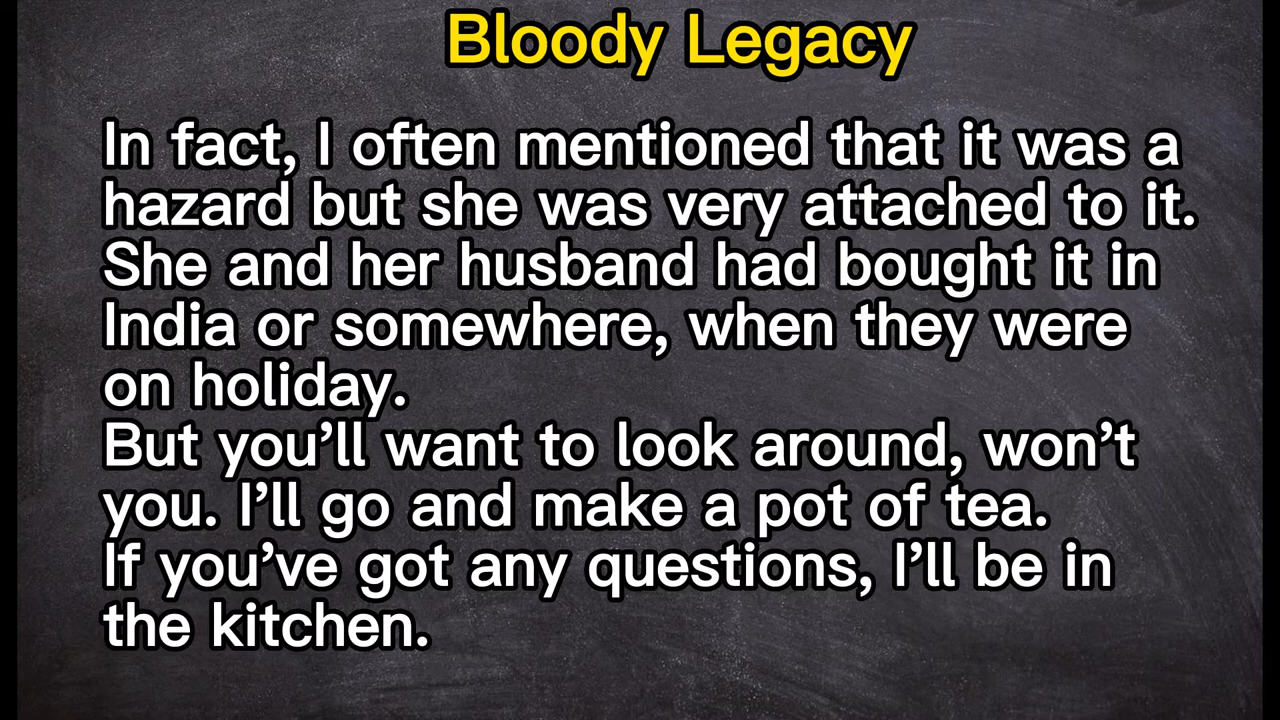 Bloody Legacy
In fact, I often mentioned that it was a
hazard but she was very attached to it.
She and her husband had bought it in
India or somewhere, when they were
on holiday.
But you’ll want to look around, won’t
you. I’ll go and make a pot of tea.
If you’ve got any questions, I’ll be in
the kitchen.